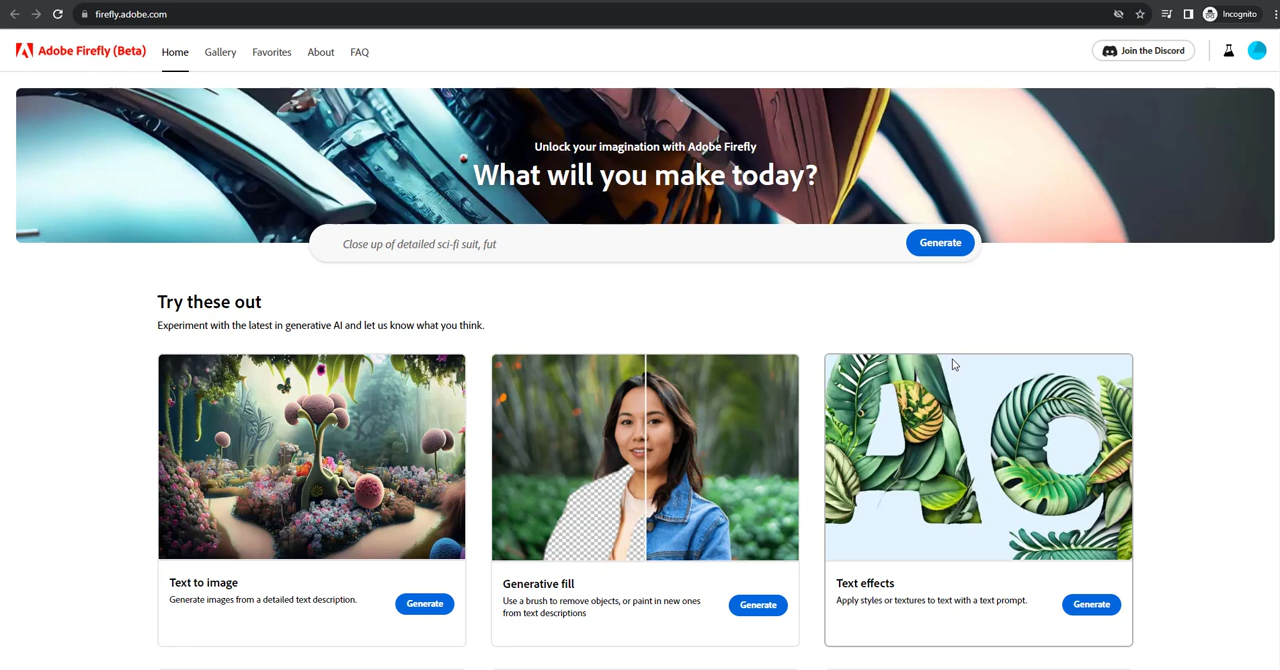 firefly.adobe.com
Incognito
Adobe Firefly (Beta)
Home
Gallery
Favorites
About
FAQ
Join the Discord
Unlock your imagination with Adobe Firefly
What will you make today?
Close up of detailed sci-fi suit, fut
Generate
Try these out
Experiment with the latest in generative AI and let us know what you think.
Ag
Text to image
Generate images from a detailed text description.
Generate
Generative fill
Use a brush to remove objects, or paint in new ones
from text descriptions
Generate
Text effects
Apply styles or textures to text with a text prompt.
Generate